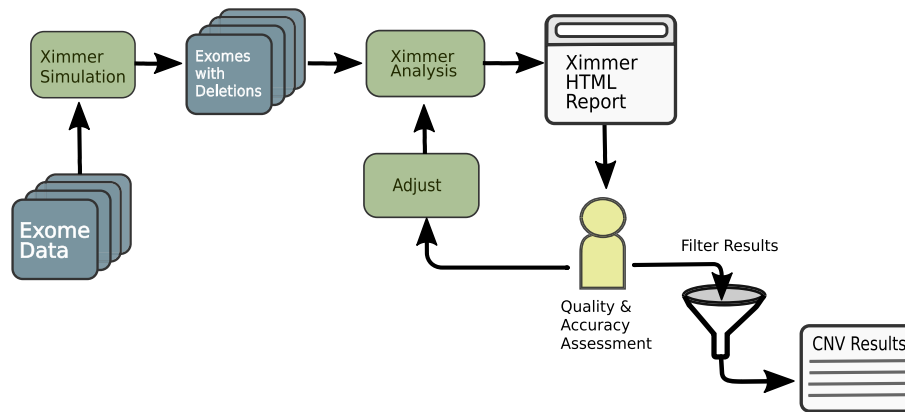 Ximmer
Simulation
Exomes
with
Deletions
Ximmer
Analysis
Ximmer
HTML
Report
Adjust
Exome
Data
Filter Results
Quality &
Accuracy
Assessment
CNV Results